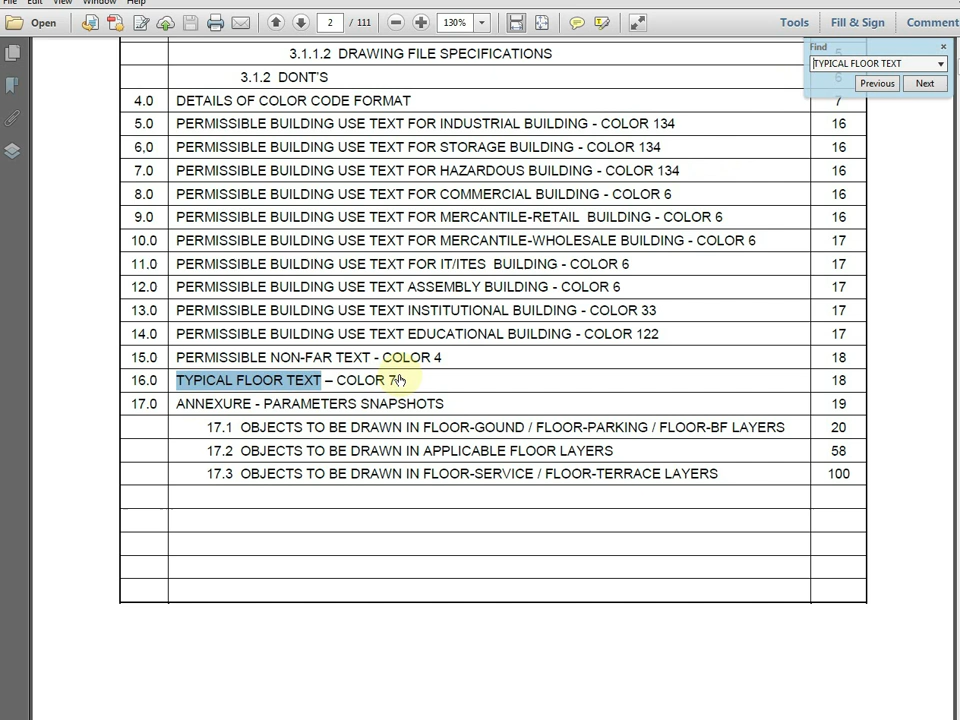 File Edit View Window Help
Open 2 / 111 130% Tools Fill & Sign Comment
Find
TYPICAL FLOOR TEXT
Previous Next
3.1.1.2 DRAWING FILE SPECIFICATIONS
3.1.2 DONT'S
4.0 DETAILS OF COLOR CODE FORMAT 7
5.0 PERMISSIBLE BUILDING USE TEXT FOR INDUSTRIAL BUILDING - COLOR 134 16
6,0 PERMISSIBLE BUILDING USE TEXT FOR STORAGE BUILDING - COLOR 134 16
7.0 PERMISSIBLE BUILDING USE TEXT FOR HAZARDOUS BUILDING - COLOR 134 16
8.0 PERMISSIBLE BUILDING USE TEXT FOR COMMERCIAL BUILDING - COLOR 6 16
9.0 PERMISSIBLE BUILDING USE TEXT FOR MERCANTILE-RETAIL BUILDING - COLOR 6 16
10.0 PERMISSIBLE BUILDING USE TEXT FOR MERCANTILE-WHOLESALE BUILDING - COLOR 6 17
11.0 PERMISSIBLE BUILDING USE TEXT FOR IT/ITES BUILDING - COLOR 6 17
12.0 PERMISSIBLE BUILDING USE TEXT ASSEMBLY BUILDING - COLOR 6 17
13.0 PERMISSIBLE BUILDING USE TEXT INSTITUTIONAL BUILDING - COLOR 33 17
14.0 PERMISSIBLE BUILDING USE TEXT EDUCATIONAL BUILDING - COLOR 122 17
15.0 PERMISSIBLE NON-FAR TEXT - COLOR 4 18
16.0 TYPICAL FLOOR TEXT – COLOR 18
17.0 ANNEXURE - PARAMETERS SNAPSHOTS 19
17.1 OBJECTS TO BE DRAWN IN FLOOR-GOUND / FLOOR-PARKING / FLOOR-BF LAYERS 20
17.2 OBJECTS TO BE DRAWN IN APPLICABLE FLOOR LAYERS 58
17.3 OBJECTS TO BE DRAWN IN FLOOR-SERVICE / FLOOR-TERRACE LAYERS 100